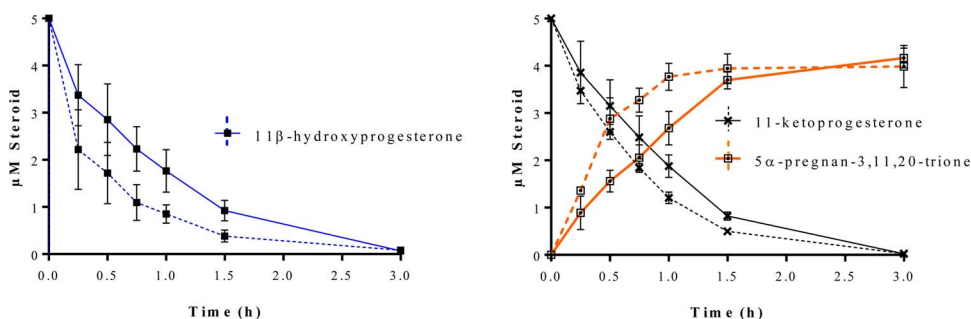 5
4
3
2
1
0
µM Steroid
0.0 0.5 1.0 1.5 2.0 2.5 3.0
Time (h)
11β-hydroxyprogesterone
5
4
3
2
1
0
µM Steroid
0.0 0.5 1.0 1.5 2.0 2.5 3.0
Time (h)
11-ketoprogesterone
5α-pregnan-3,11,20-trione